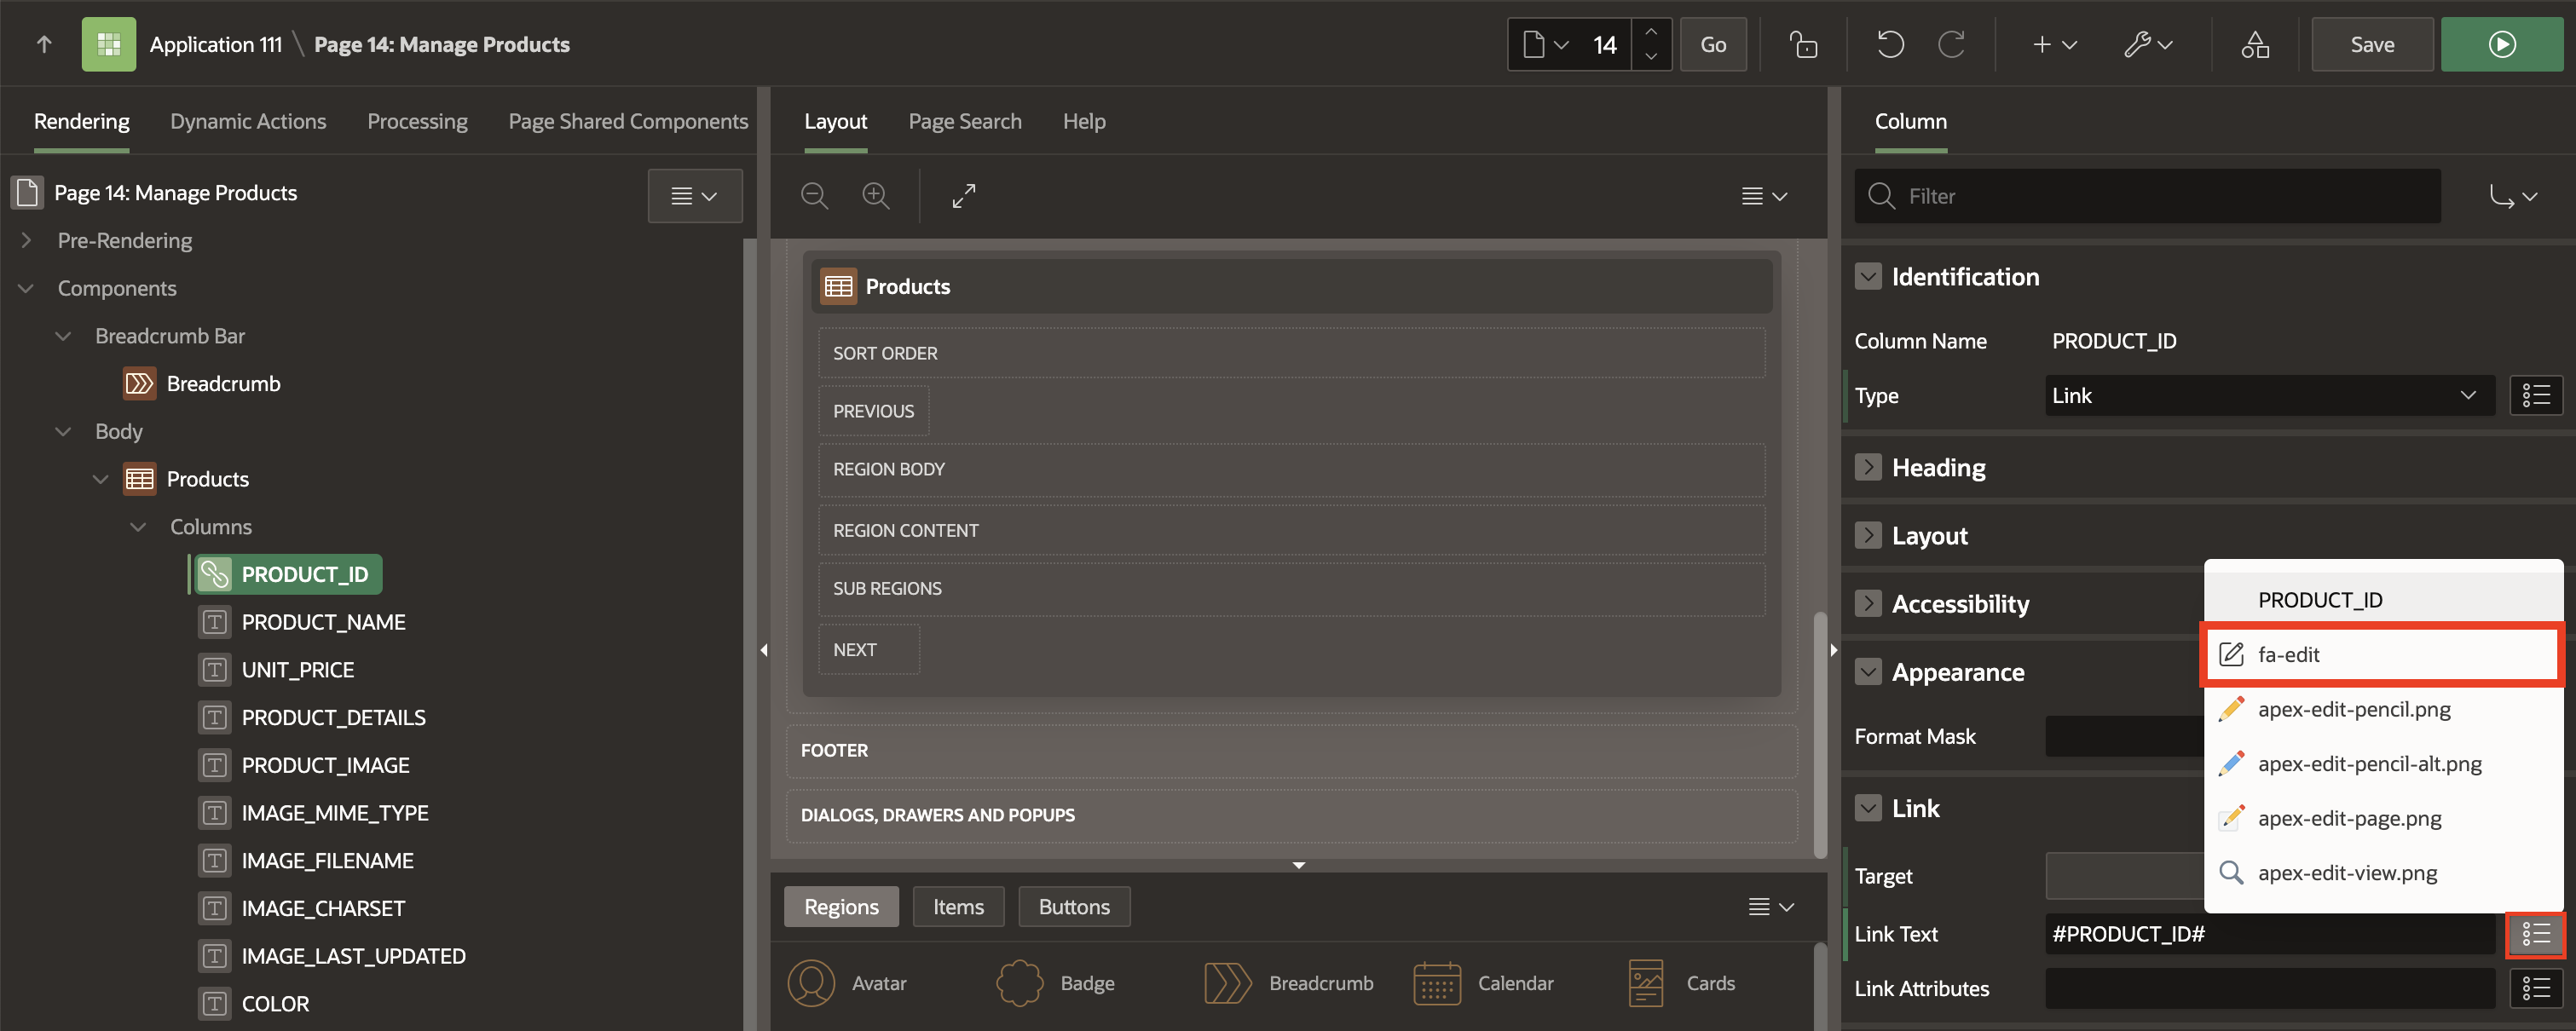 Application 111 \ Page 14: Manage Products
14
Go
Save
Rendering
Dynamic Actions
Processing
Page Shared Components
Page 14: Manage Products
Pre-Rendering
Components
Breadcrumb Bar
Breadcrumb
Body
Products
Columns
PRODUCT_ID
PRODUCT_NAME
UNIT_PRICE
PRODUCT_DETAILS
PRODUCT_IMAGE
IMAGE_MIME_TYPE
IMAGE_FILENAME
IMAGE_CHARSET
IMAGE_LAST_UPDATED
COLOR
Layout
Page Search
Help
Products
SORT ORDER
PREVIOUS
REGION BODY
REGION CONTENT
SUB REGIONS
NEXT
FOOTER
DIALOGS, DRAWERS AND POPUPS
Regions
Items
Buttons
Avatar
Badge
Breadcrumb
Calendar
Cards
Column
Filter
Identification
Column Name
PRODUCT_ID
Type
Link
Heading
Layout
Accessibility
Appearance
Format Mask
Link
Target
Link Text
#PRODUCT_ID#
Link Attributes
PRODUCT_ID
fa-edit
apex-edit-pencil.png
apex-edit-pencil-alt.png
apex-edit-page.png
apex-edit-view.png